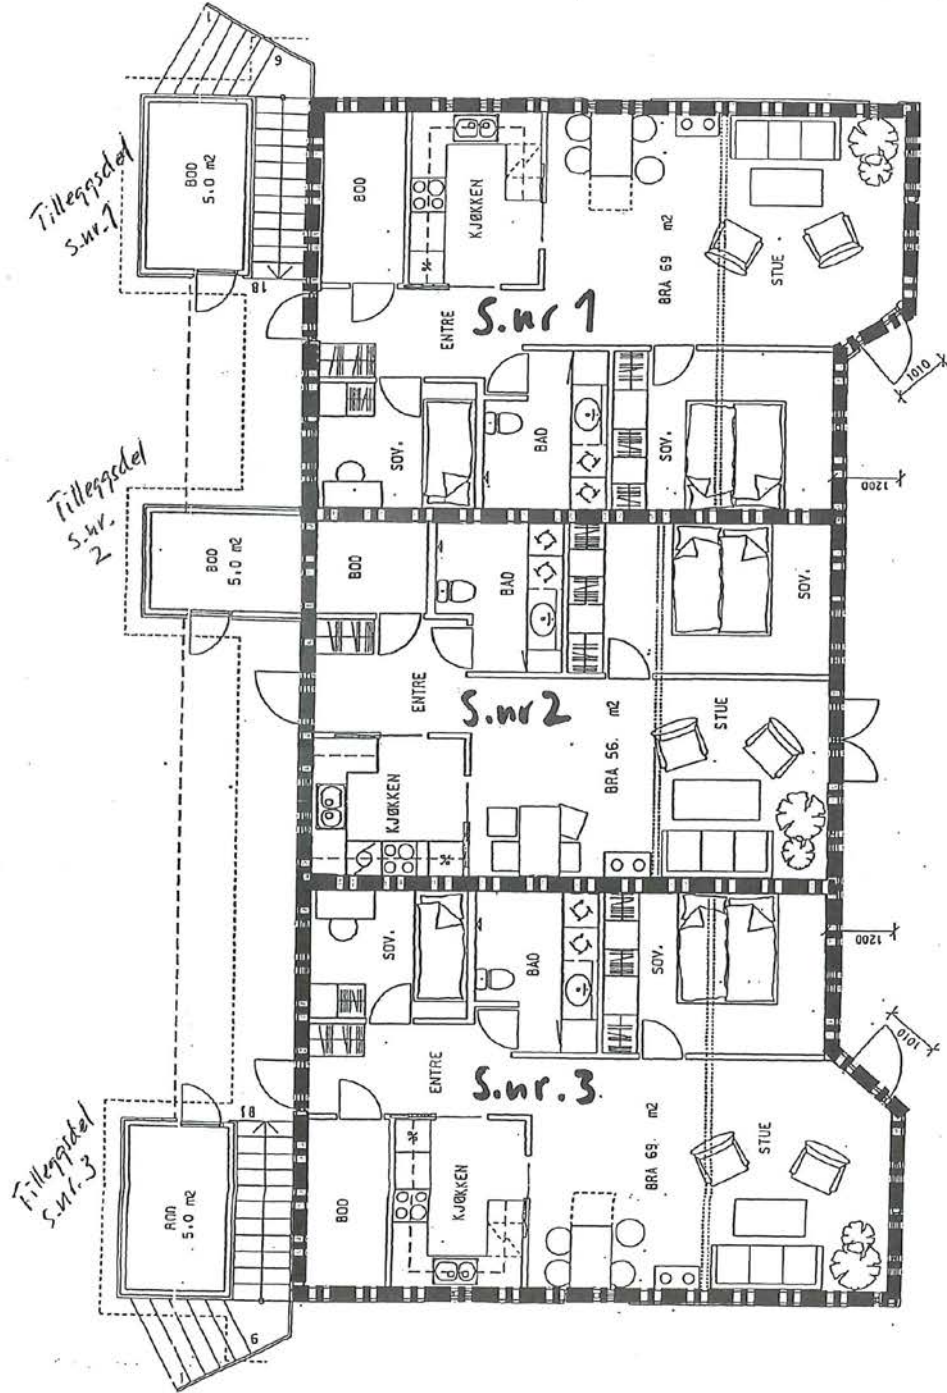 Tilleggsdel
s.nr.1
BOD
5.0 m2
18
9
BOD
KJØKKEN
ENTRE
S.nr 1
BRA 69 m2
STUE
SOV.
BAD
SOV.
1010
1200
Tilleggsdel
s.nr.
2
BOD
5.0 m2
BOD
BAD
SOV.
ENTRE
S.nr 2
BRA 56. m2
STUE
KJØKKEN
SOV.
BAD
SOV.
1200
1010
Tilleggsdel
s.nr.3
BOD
5.0 m2
18
9
ENTRE
S.nr.3
BRA 69. m2
STUE
BOD
KJØKKEN